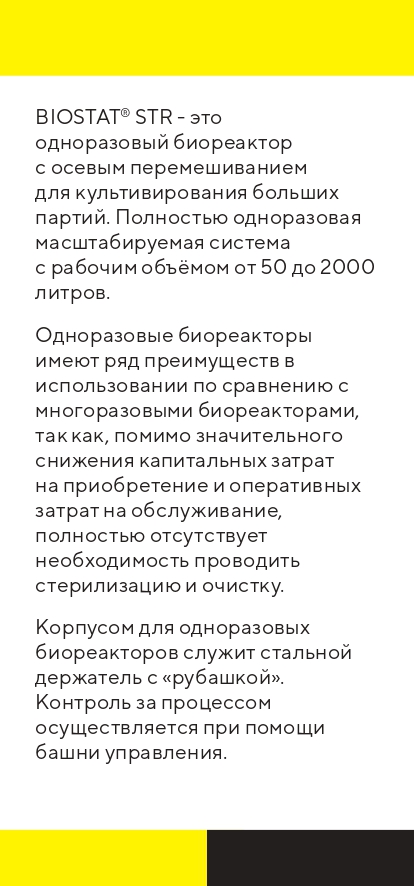 BIOSTAT® STR - это
одноразовый биореактор
с осевым перемешиванием
для культивирования больших
партий. Полностью одноразовая
масштабируемая система
с рабочим объёмом от 50 до 2000
литров.
Одноразовые биореакторы
имеют ряд преимуществ в
использовании по сравнению с
многоразовыми биореакторами,
так как, помимо значительного
снижения капитальных затрат
на приобретение и оперативных
затрат на обслуживание,
полностью отсутствует
необходимость проводить
стерилизацию и очистку.
Корпусом для одноразовых
биореакторов служит стальной
держатель с «рубашкой».
Контроль за процессом
осуществляется при помощи
башни управления.